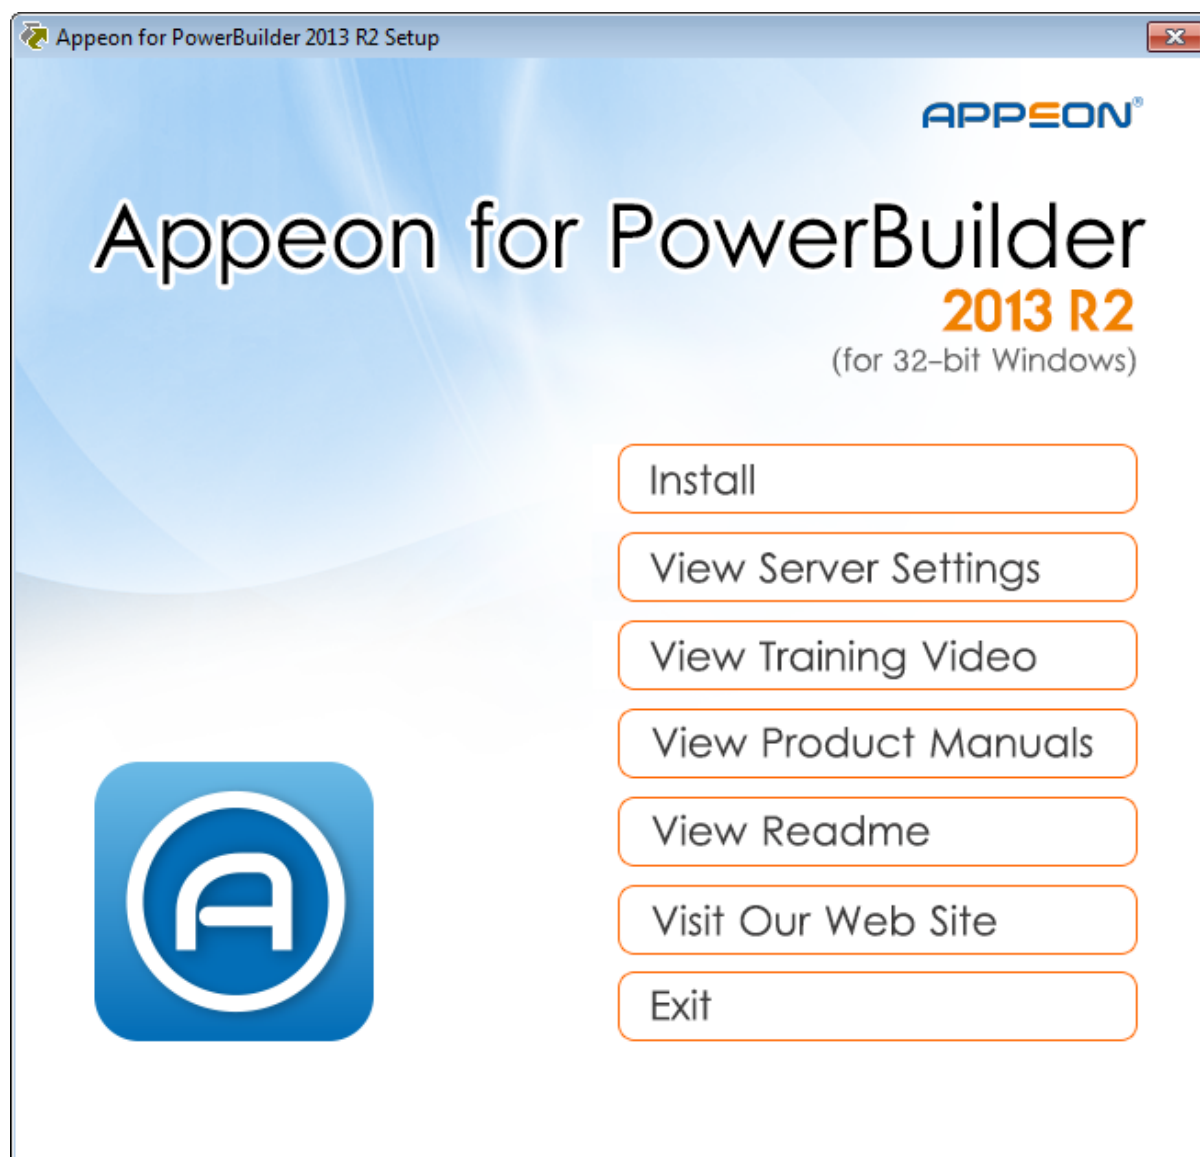 Appeon for PowerBuilder 2013 R2 Setup
APPEON®
Appeon for PowerBuilder
2013 R2
(for 32-bit Windows)
Install
View Server Settings
View Training Video
View Product Manuals
View Readme
Visit Our Web Site
Exit